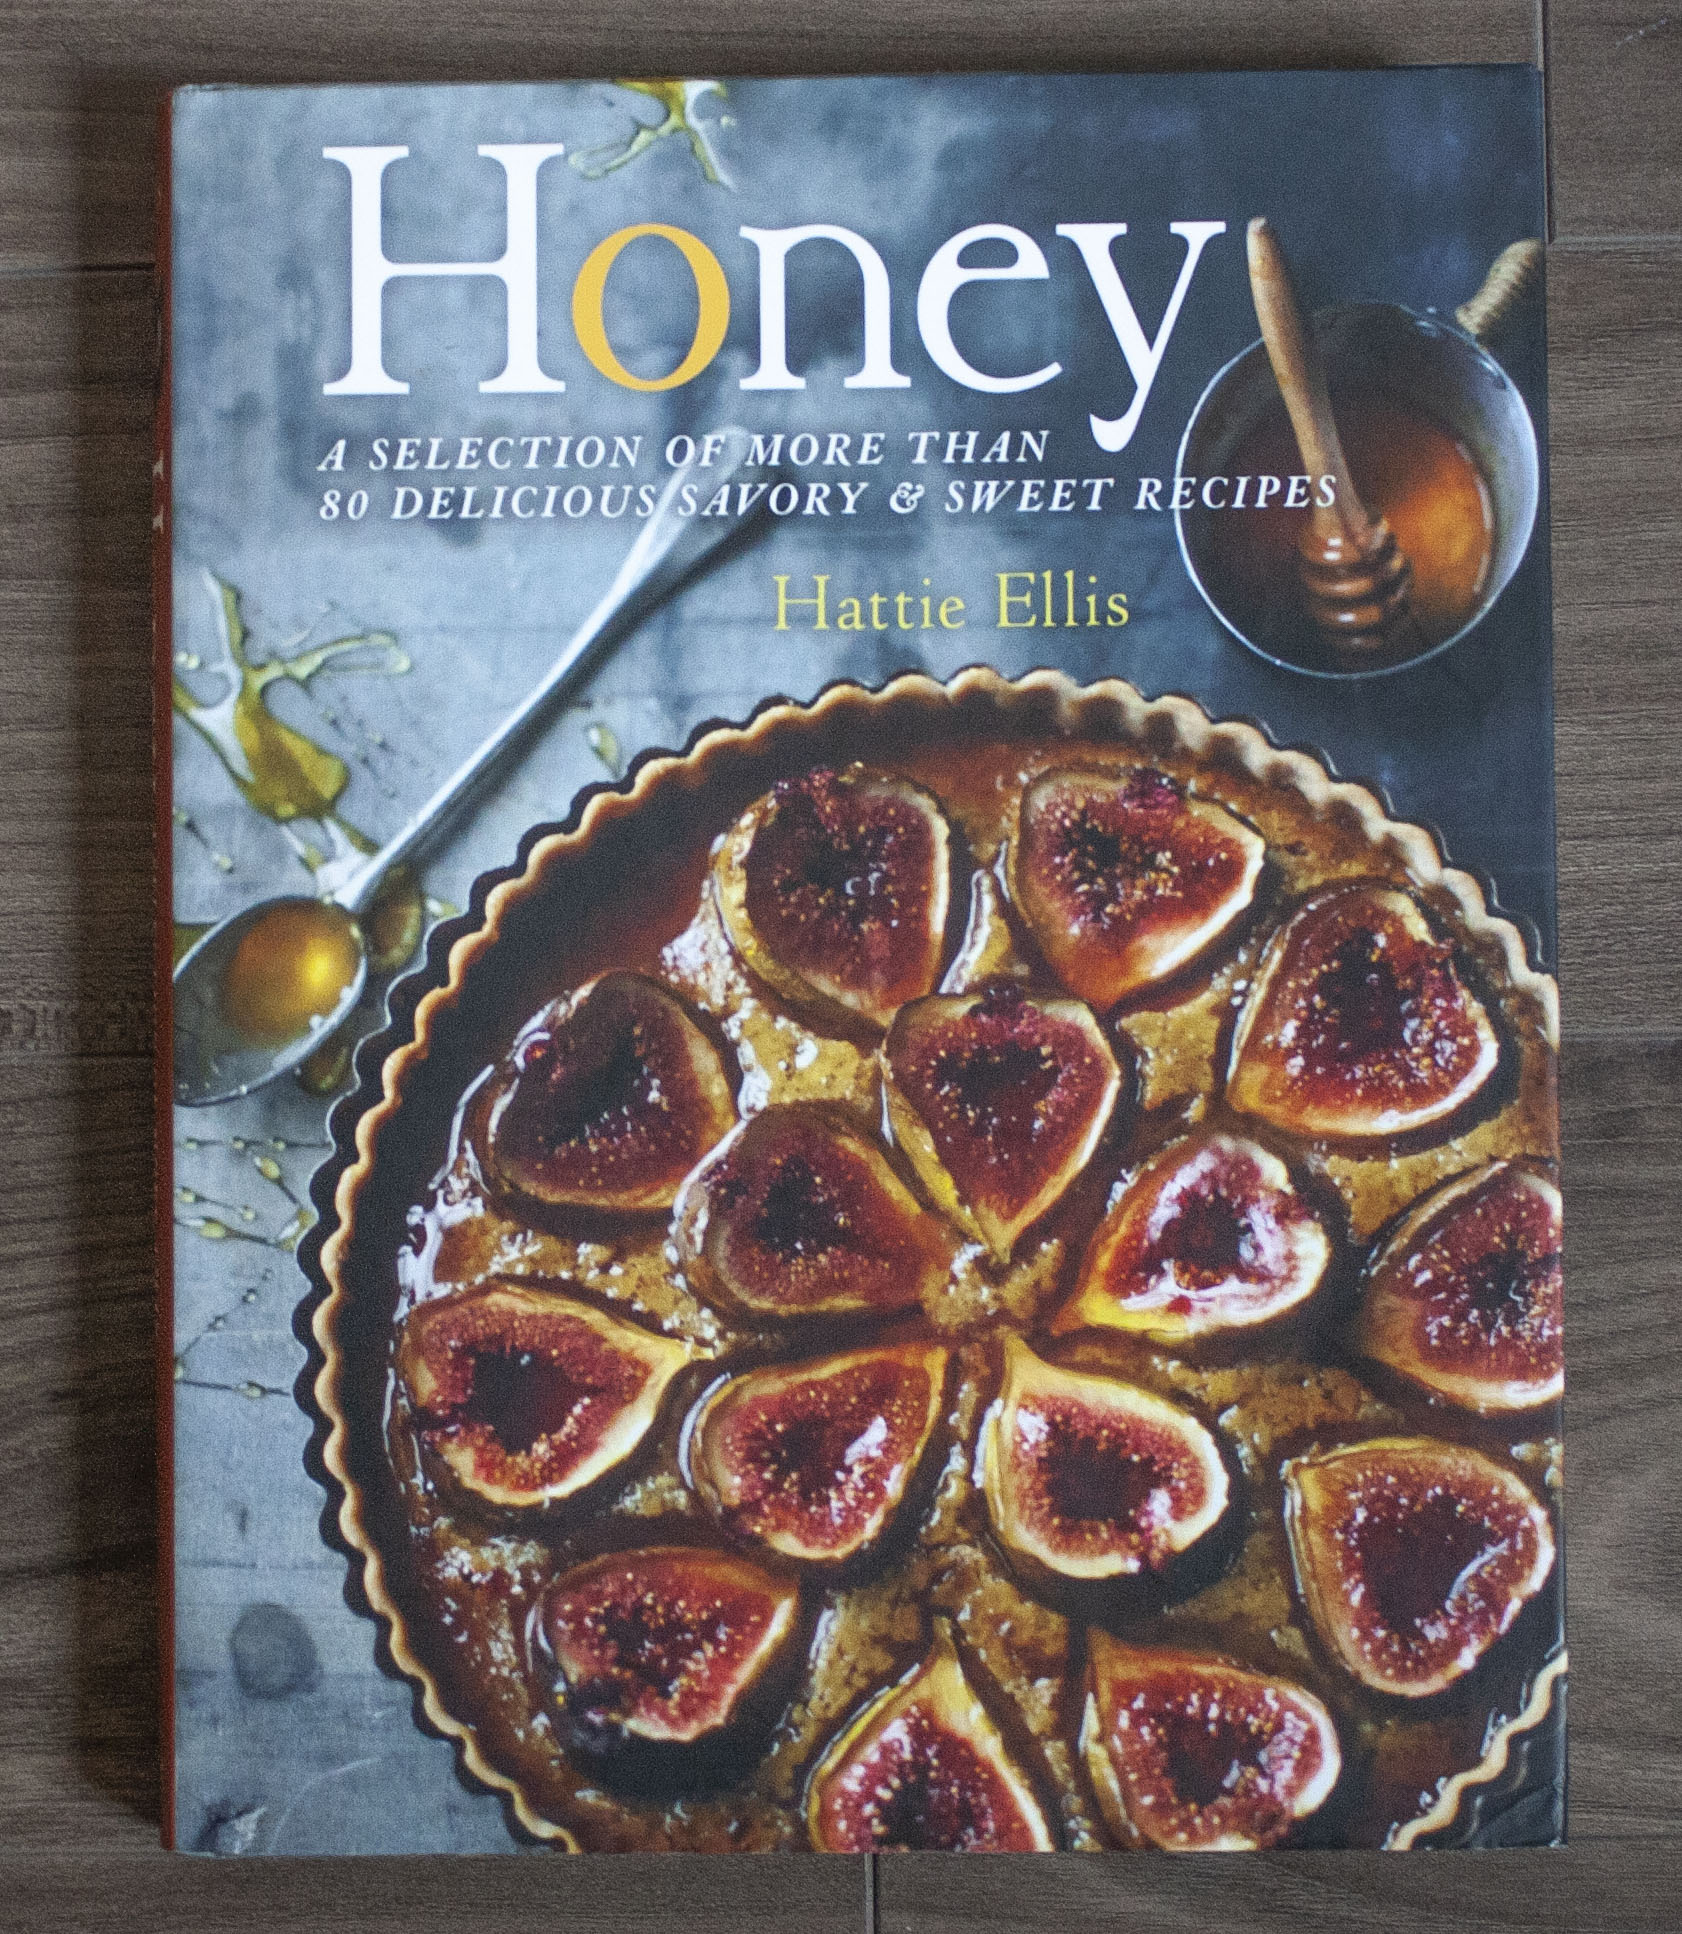 Honey
A SELECTION OF MORE THAN
80 DELICIOUS SAVORY & SWEET RECIPES
Hattie Ellis